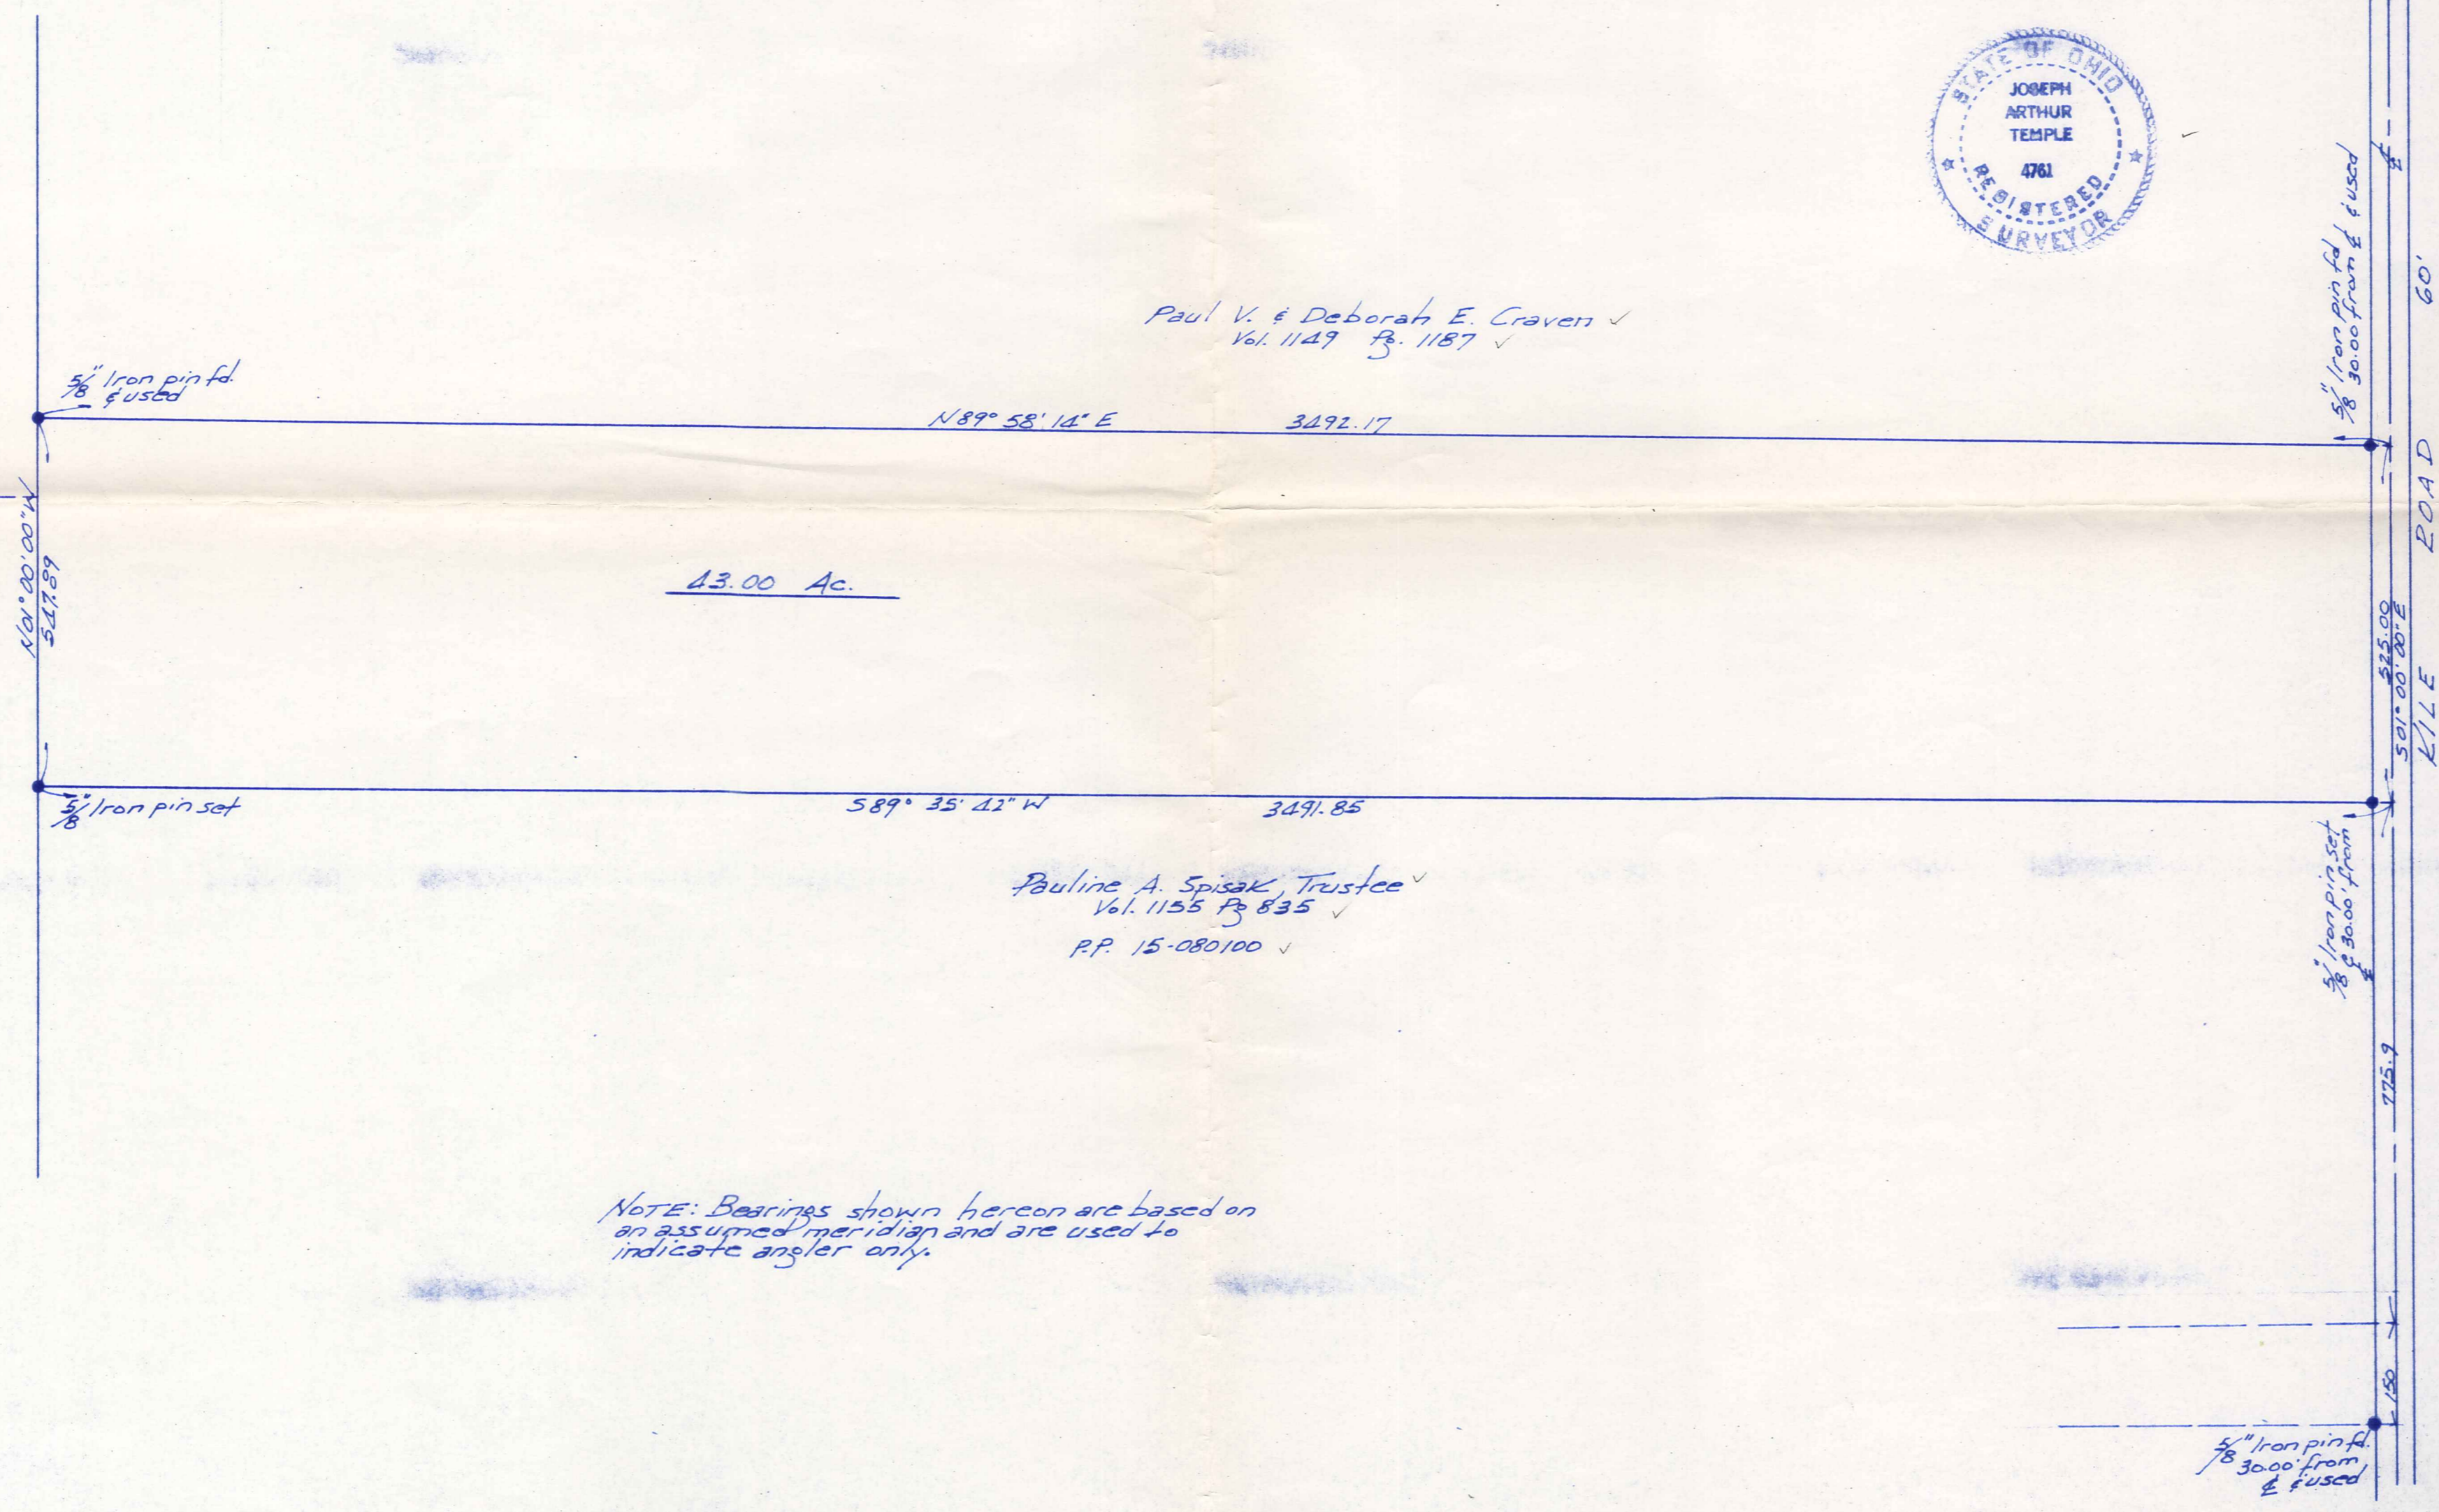 STATE OF OHIO
JOSEPH
ARTHUR
TEMPLE
4761
REGISTERED
SURVEYOR
5/8" Iron pin fd
30.00 from ℄ & used
℄
60'
Paul V. & Deborah E. Craven ✓
Vol. 1149 Pg. 1187 ✓
5/8" Iron pin fd.
& used
N89° 58' 14" E 3492.17
N01° 00' 00" W
547.89
43.00 Ac.
525.00
S01° 00' 00" E
KILE ROAD
5/8" Iron pin set
S89° 35' 42" W 3491.85
5/8" Iron pin set
@ 30.00' from
℄
Pauline A. Spisak, Trustee ✓
Vol. 1155 Pg 835 ✓
P.P. 15-080100 ✓
775.9
NOTE: Bearings shown hereon are based on
an assumed meridian and are used to
indicate angler only.
150
5/8" Iron pin fd.
30.00' from
℄ & used